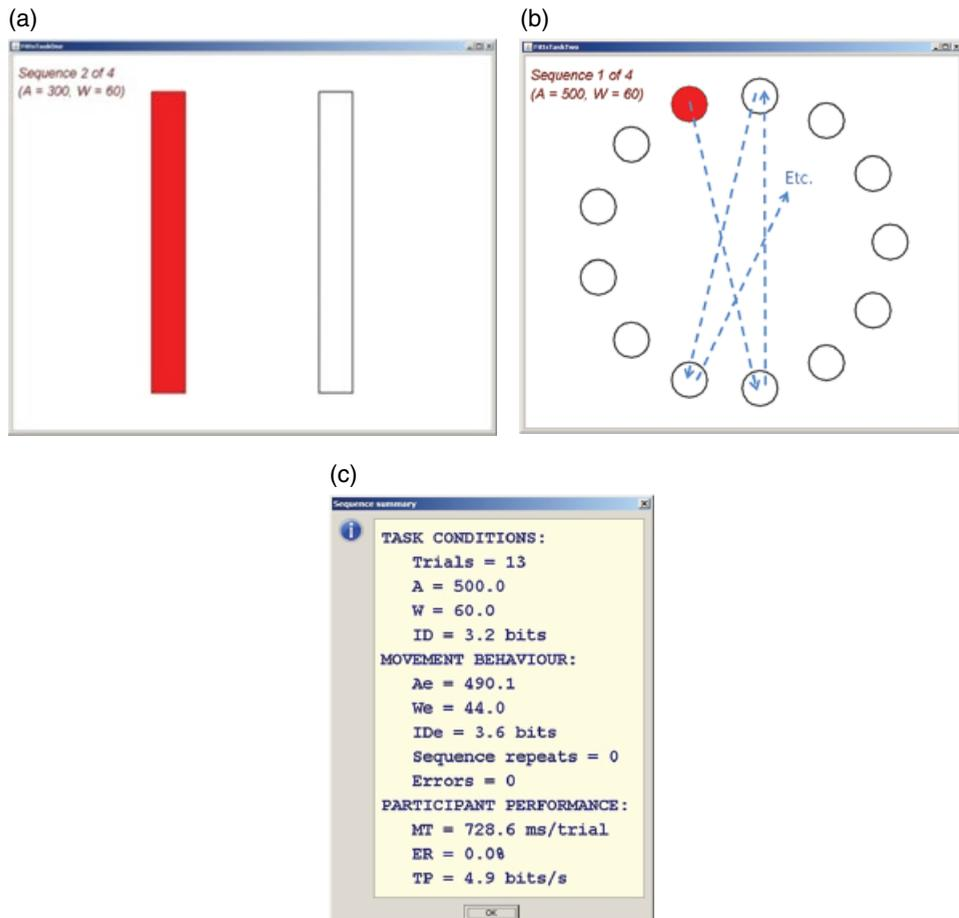 (a)
FittsTaskOne
Sequence 2 of 4
(A = 300, W = 60)
(b)
FittsTaskTwo
Sequence 1 of 4
(A = 500, W = 60)
Etc.
(c)
Sequence summary
TASK CONDITIONS:
Trials = 13
A = 500.0
W = 60.0
ID = 3.2 bits
MOVEMENT BEHAVIOUR:
Ae = 490.1
We = 44.0
IDe = 3.6 bits
Sequence repeats = 0
Errors = 0
PARTICIPANT PERFORMANCE:
MT = 728.6 ms/trial
ER = 0.0%
TP = 4.9 bits/s
OK